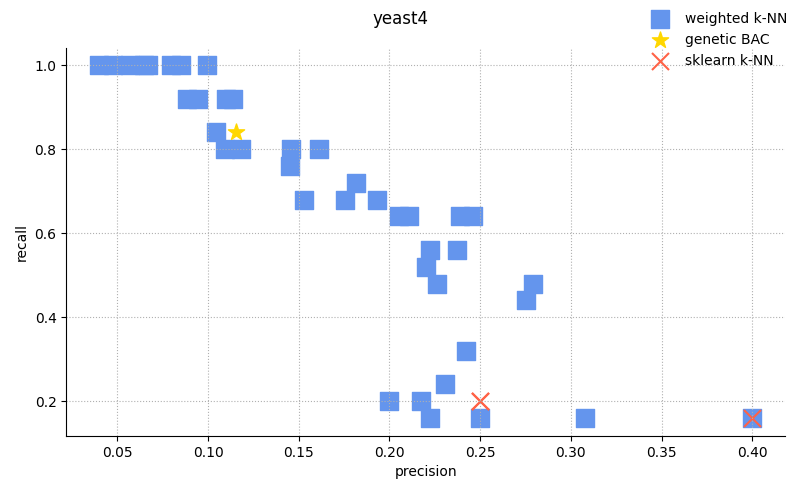 yeast4
weighted k-NN
genetic BAC
sklearn k-NN
1.0
0.8
0.6
0.4
0.2
recall
0.05 0.10 0.15 0.20 0.25 0.30 0.35 0.40
precision